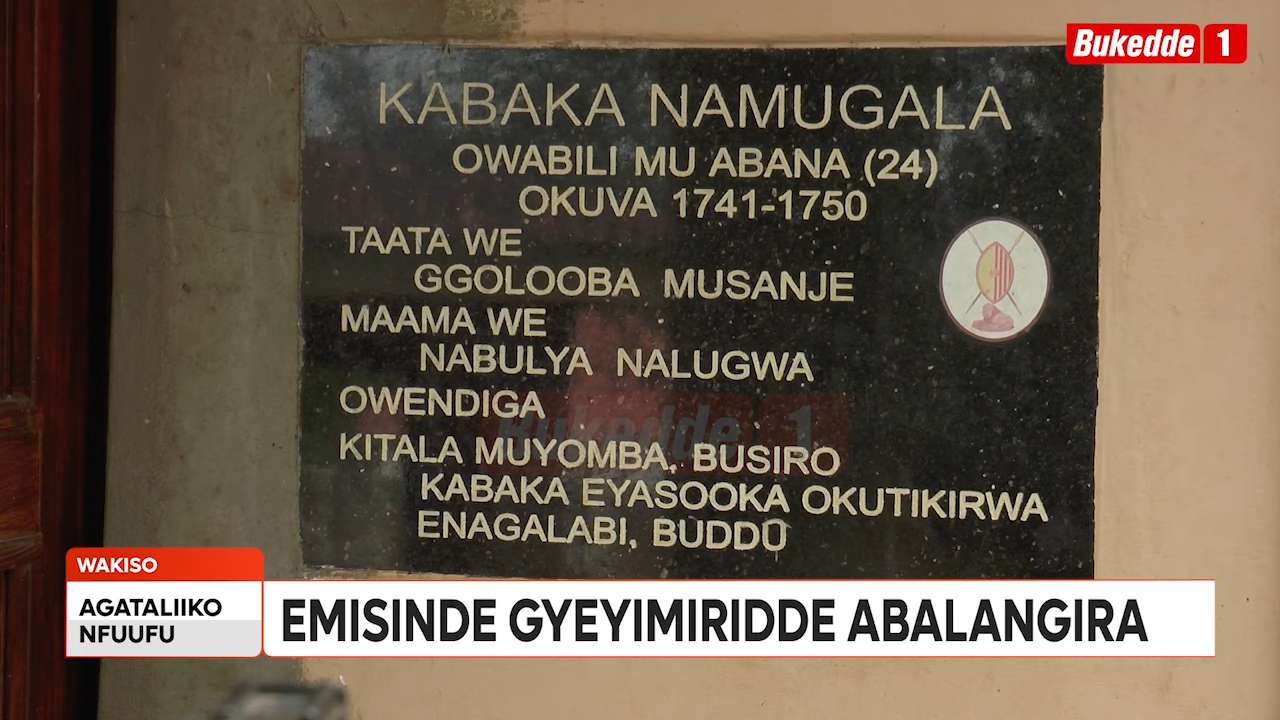 Bukedde 1
KABAKA NAMUGALA
OWABILI MU ABANA (24)
OKUVA 1741-1750
TAATA WE
GGOLOOBA MUSANJE
MAAMA WE
NABULYA NALUGWA
OWENDIGA
Bukedde 1
KITALA MUYOMBA, BUSIRO
KABAKA EYASOOKA OKUTIKIRWA
ENAGALABI, BUDDU
WAKISO
AGATALIIKO
NFUUFU
EMISINDE GYEYIMIRIDDE ABALANGIRA